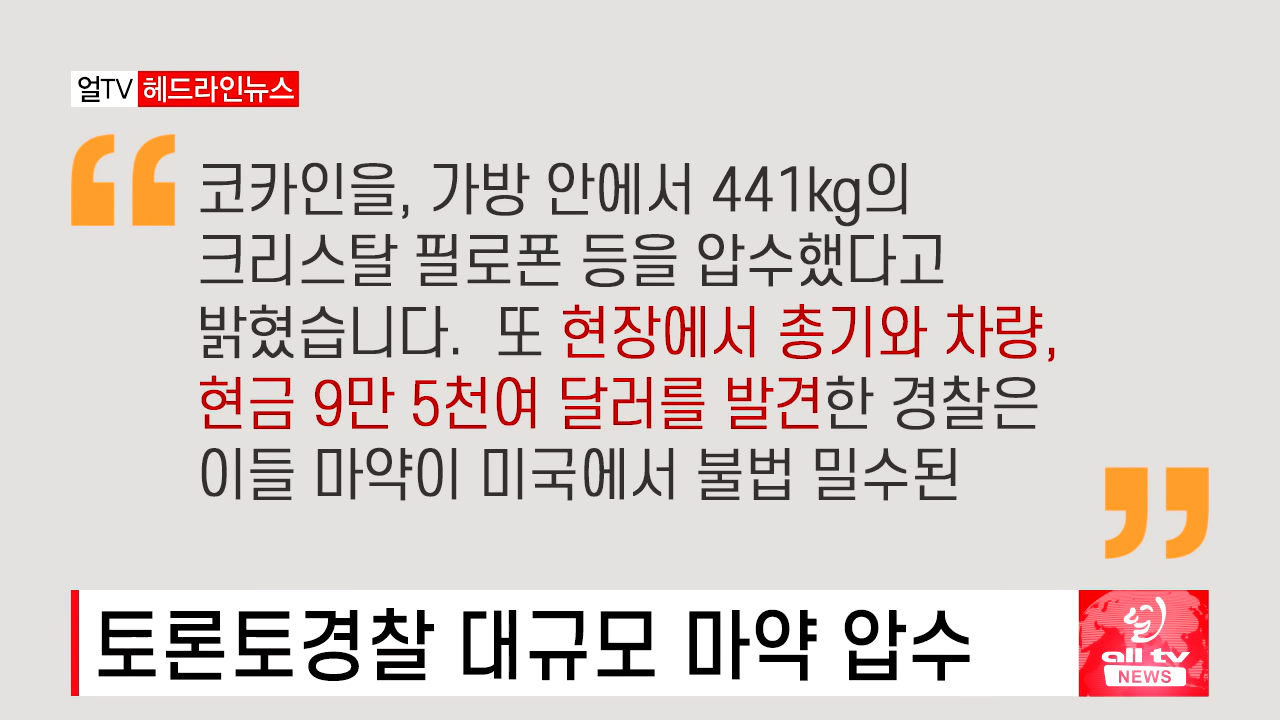 얼TV 헤드라인뉴스
“
코카인을, 가방 안에서 441kg의
크리스탈 필로폰 등을 압수했다고
밝혔습니다. 또 현장에서 총기와 차량,
현금 9만 5천여 달러를 발견한 경찰은
이들 마약이 미국에서 불법 밀수된
”
토론토경찰 대규모 마약 압수
얼
all tv
NEWS